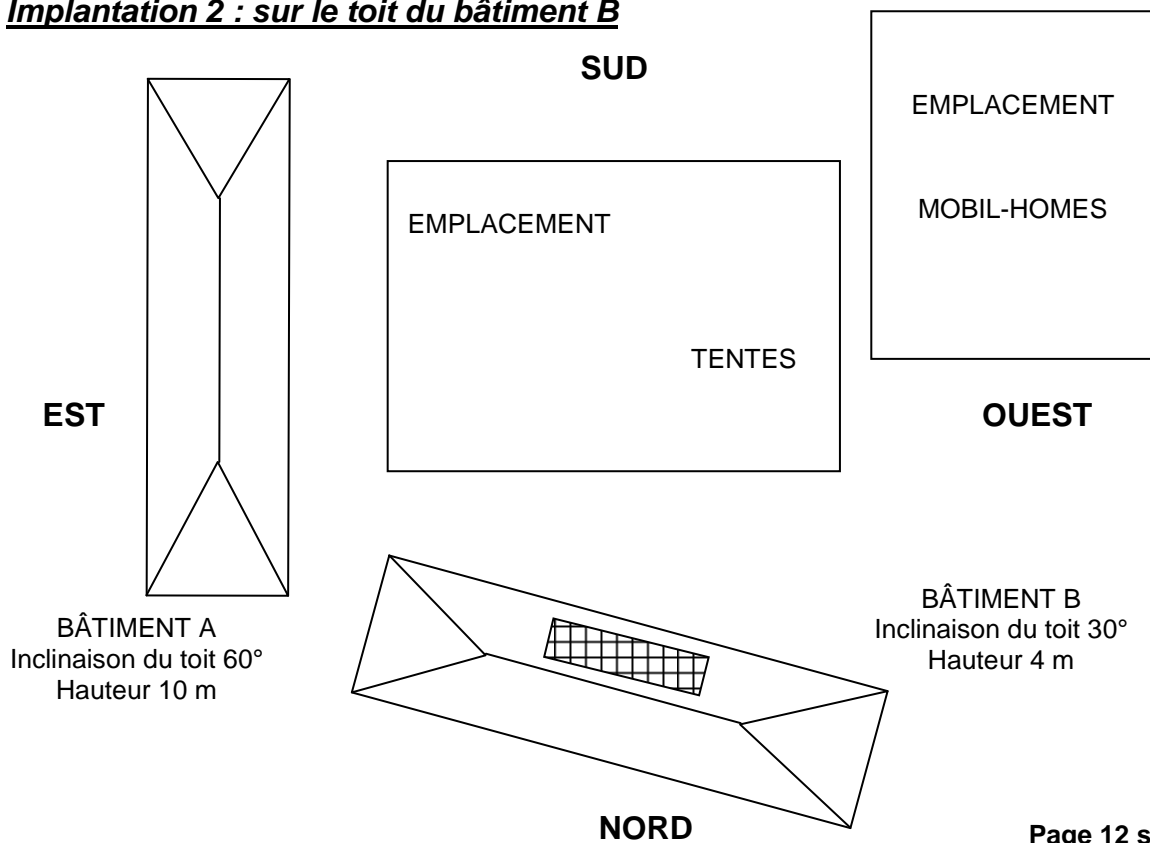 Implantation 2 : sur le toit du bâtiment B
SUD
EMPLACEMENT
MOBIL-HOMES
EMPLACEMENT
TENTES
EST
OUEST
BÂTIMENT A
Inclinaison du toit 60°
Hauteur 10 m
BÂTIMENT B
Inclinaison du toit 30°
Hauteur 4 m
NORD
Page 12 s